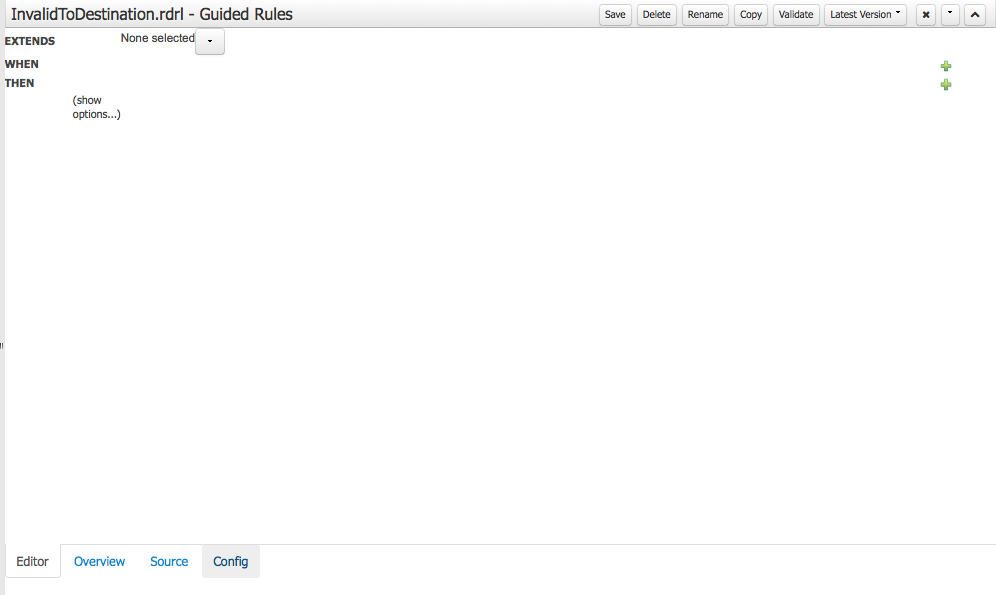 InvalidToDestination.rdrl - Guided Rules
Save
Delete
Rename
Copy
Validate
Latest Version
EXTENDS
None selected
WHEN
THEN
(show
options...)
Editor
Overview
Source
Config